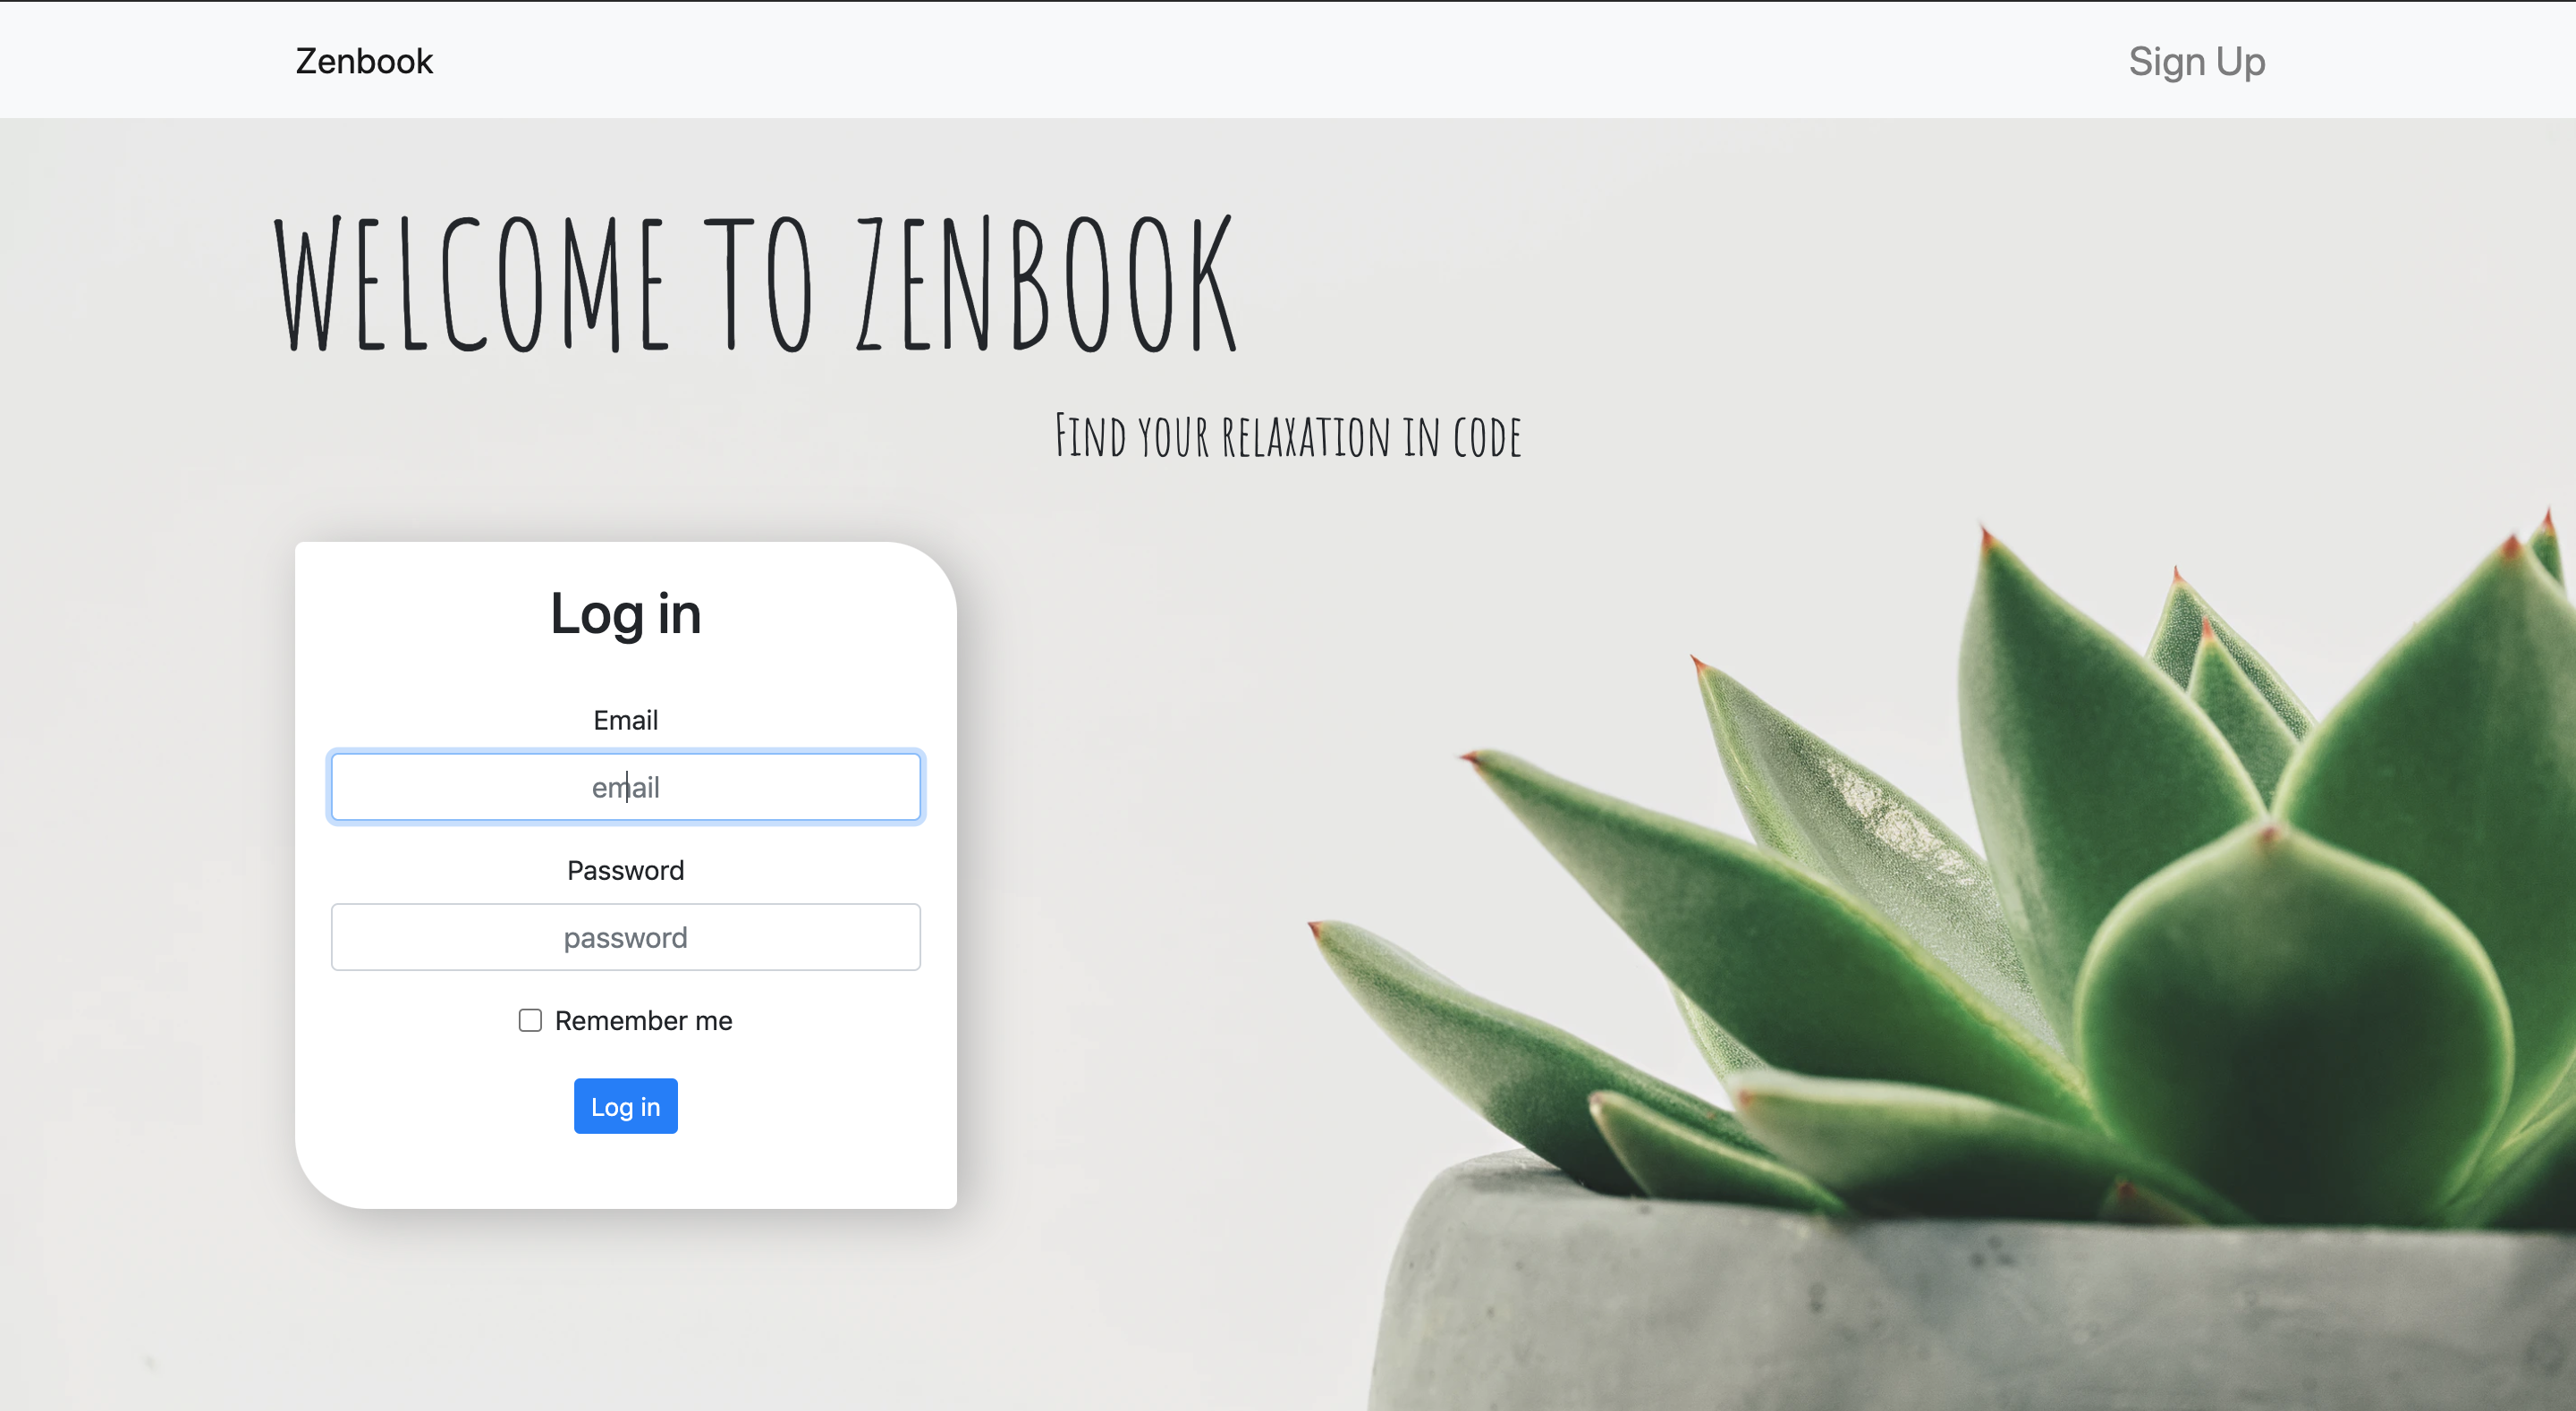 Zenbook
Sign Up
WELCOME TO ZENBOOK
FIND YOUR RELAXATION IN CODE
Log in
Email
email
Password
password
Remember me
Log in